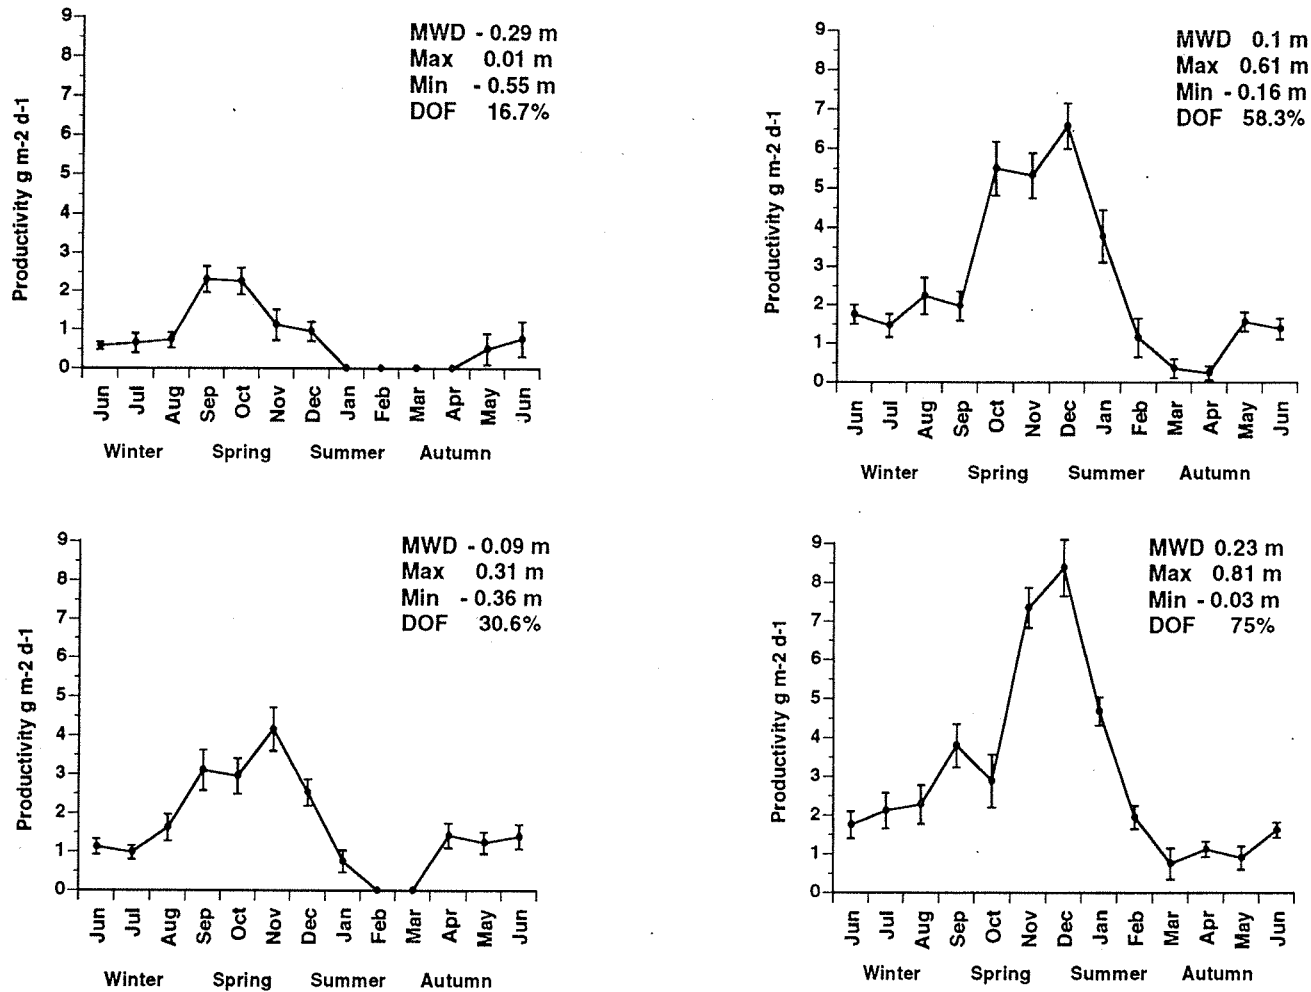 MWD - 0.29 m
Max 0.01 m
Min - 0.55 m
DOF 16.7%
Productivity g m-2 d-1
9
8
7
6
5
4
3
2
1
0
Jun Jul Aug Sep Oct Nov Dec Jan Feb Mar Apr May Jun
Winter Spring Summer Autumn
MWD 0.1 m
Max 0.61 m
Min - 0.16 m
DOF 58.3%
Productivity g m-2 d-1
9
8
7
6
5
4
3
2
1
0
Jun Jul Aug Sep Oct Nov Dec Jan Feb Mar Apr May Jun
Winter Spring Summer Autumn
MWD - 0.09 m
Max 0.31 m
Min - 0.36 m
DOF 30.6%
Productivity g m-2 d-1
9
8
7
6
5
4
3
2
1
0
Jun Jul Aug Sep Oct Nov Dec Jan Feb Mar Apr May Jun
Winter Spring Summer Autumn
MWD 0.23 m
Max 0.81 m
Min - 0.03 m
DOF 75%
Productivity g m-2 d-1
9
8
7
6
5
4
3
2
1
0
Jun Jul Aug Sep Oct Nov Dec Jan Feb Mar Apr May Jun
Winter Spring Summer Autumn